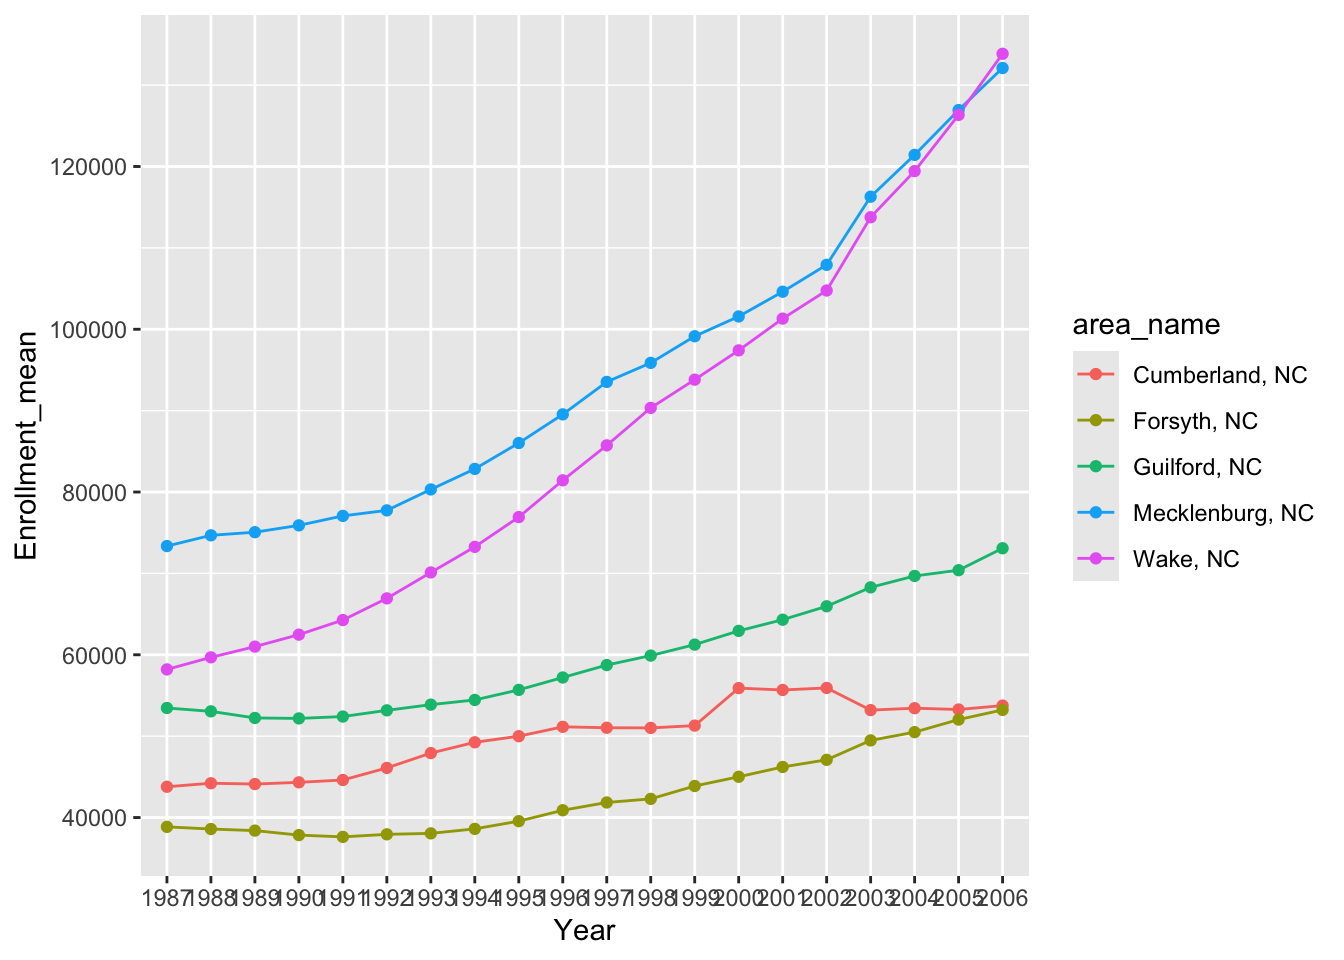 Enrollment_mean
120000
100000
80000
60000
40000
1987 1988 1989 1990 1991 1992 1993 1994 1995 1996 1997 1998 1999 2000 2001 2002 2003 2004 2005 2006
Year
area_name
Cumberland, NC
Forsyth, NC
Guilford, NC
Mecklenburg, NC
Wake, NC